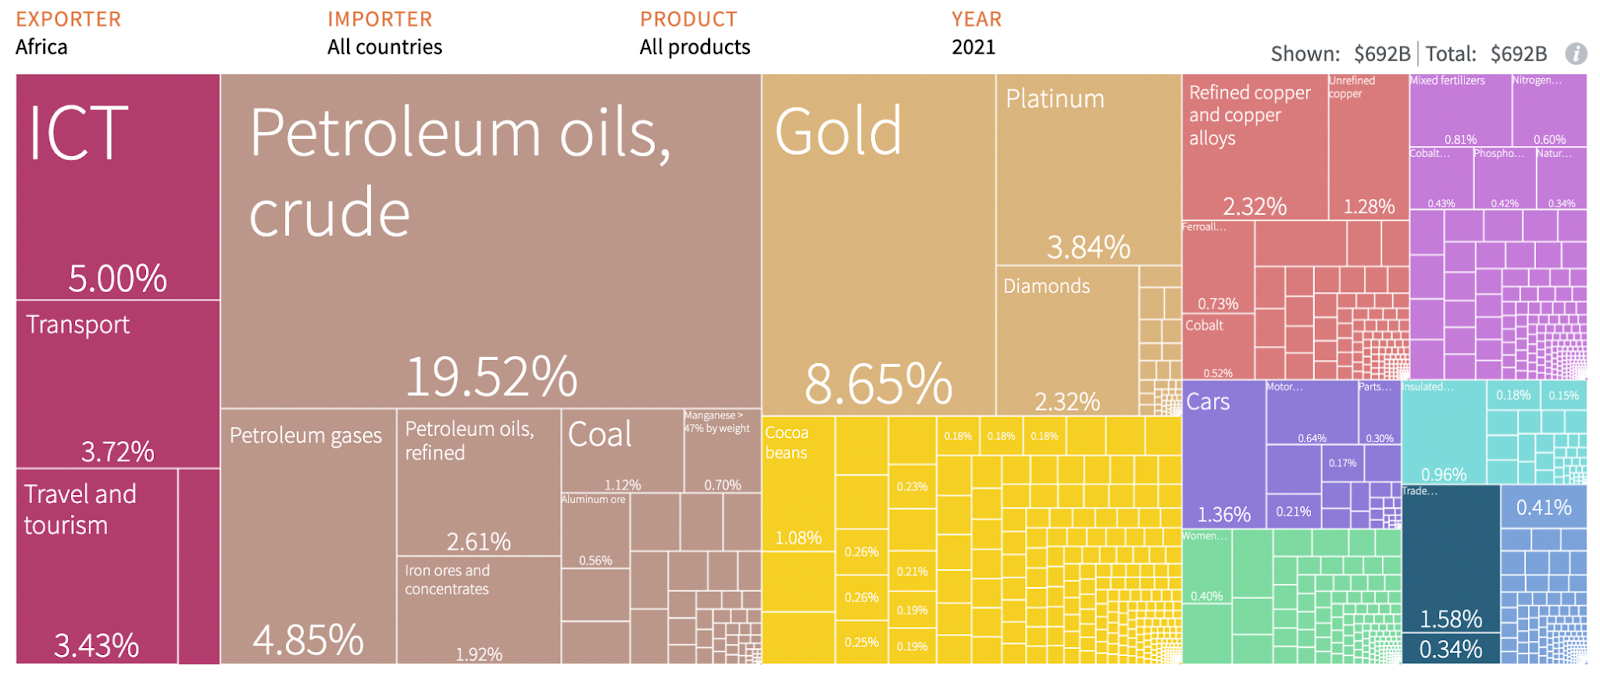 EXPORTER
Africa
IMPORTER
All countries
PRODUCT
All products
YEAR
2021
Shown: $692B
Total: $692B
i
ICT
5.00%
Transport
3.72%
Travel and
tourism
3.43%
Petroleum oils,
crude
19.52%
Petroleum gases
4.85%
Petroleum oils,
refined
2.61%
Iron ores and
concentrates
1.92%
Coal
1.12%
Manganese >
47% by weight
0.70%
Aluminum ore
0.56%
Gold
8.65%
Platinum
3.84%
Diamonds
2.32%
Cocoa
beans
1.08%
0.26%
0.26%
0.25%
0.23%
0.21%
0.19%
0.19%
0.18%
0.18%
0.18%
Refined copper
and copper
alloys
2.32%
Unrefined
copper
1.28%
Ferroall...
0.73%
Cobalt
0.52%
Mixed fertilizers
0.81%
Nitrogen...
0.60%
Cobalt...
0.43%
Phospho...
0.42%
Natur...
0.34%
Cars
1.36%
Motor...
0.64%
Parts...
0.30%
0.17%
0.21%
Insulated...
0.96%
0.18%
0.15%
Women...
0.40%
Trade...
1.58%
0.34%
0.41%